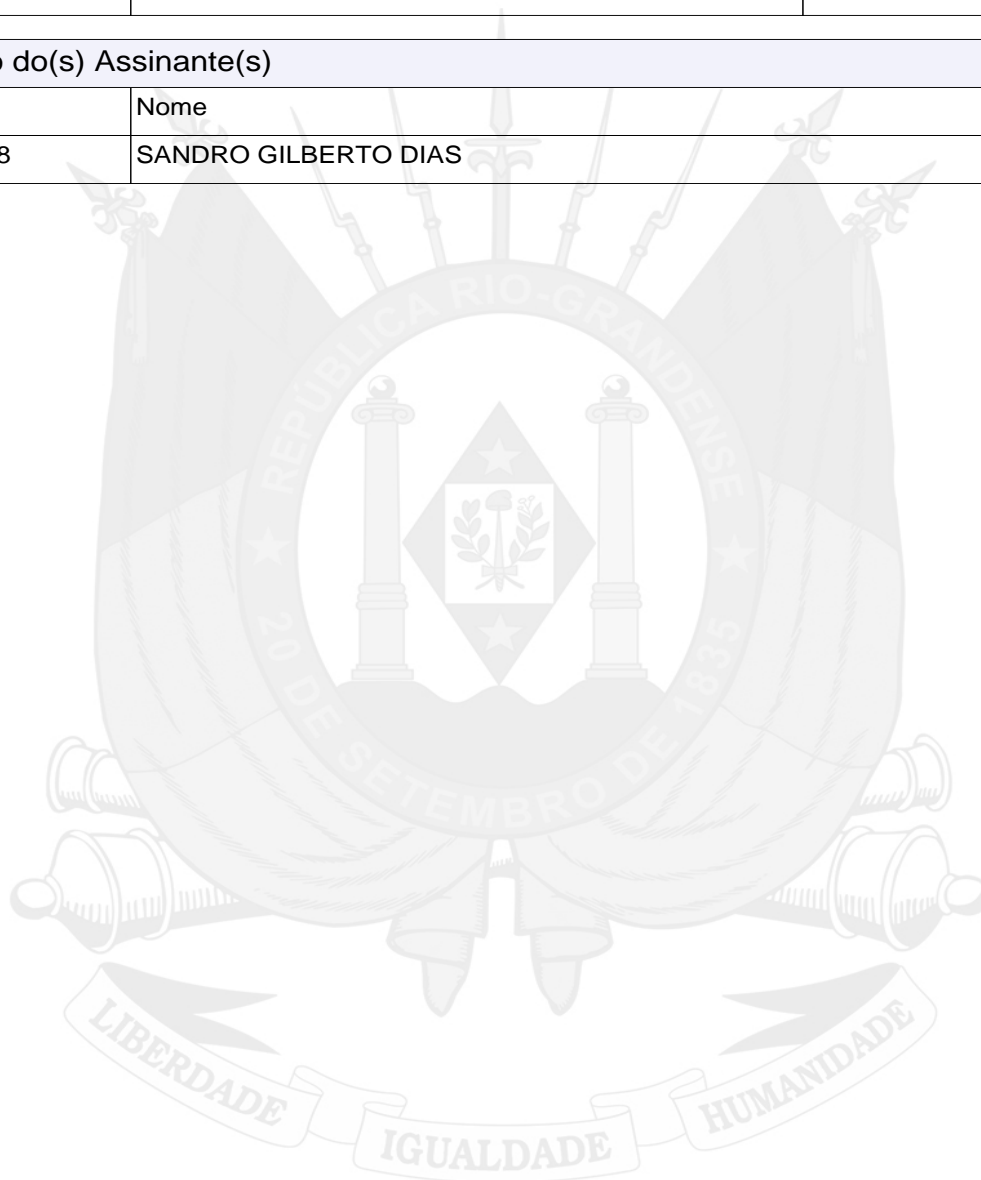 o do(s) Assinante(s)
Nome
8 SANDRO GILBERTO DIAS
REPÚBLICA RIO-GRANDENSE
★ 20 DE SETEMBRO DE 1835 ★
LIBERDADE IGUALDADE HUMANIDADE